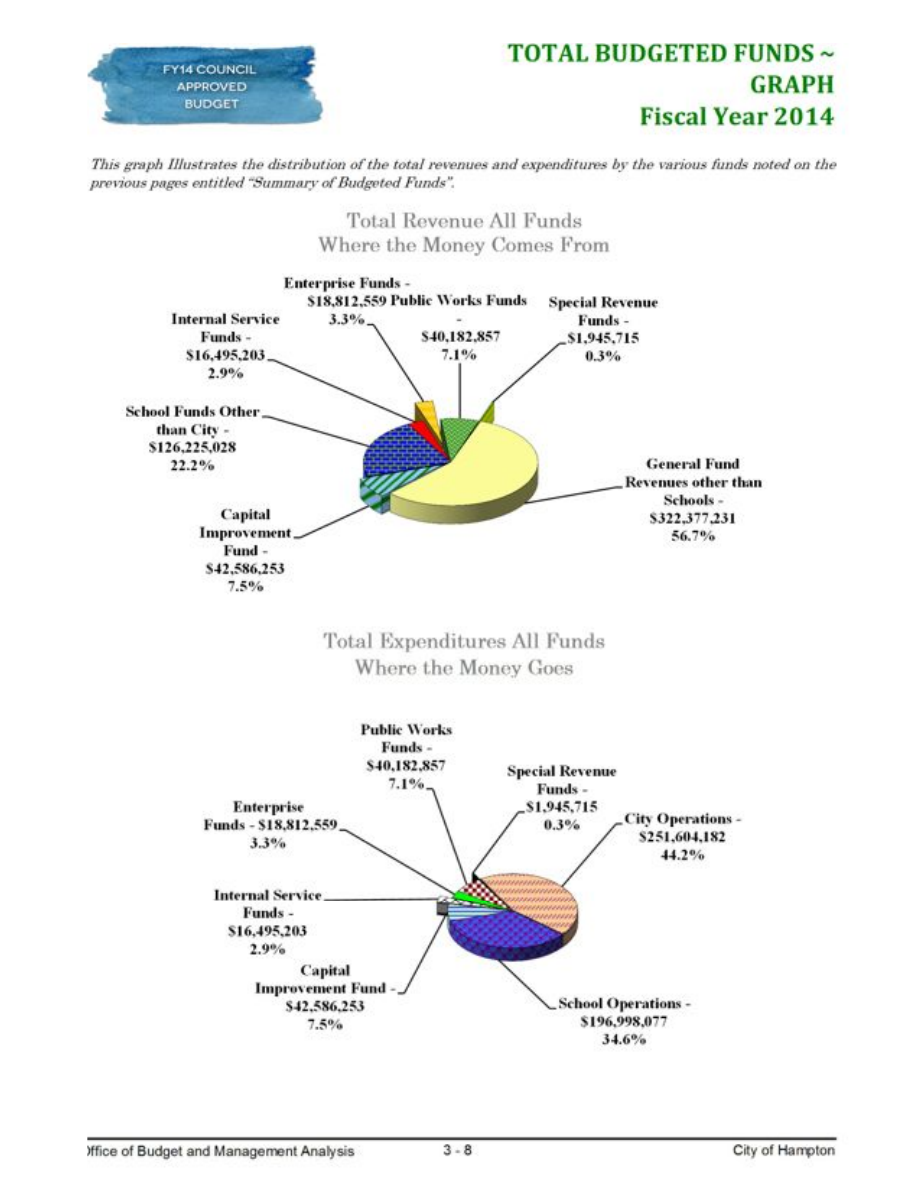 FY14 COUNCIL
APPROVED
BUDGET
TOTAL BUDGETED FUNDS ~
GRAPH
Fiscal Year 2014
This graph Illustrates the distribution of the total revenues and expenditures by the various funds noted on the
previous pages entitled "Summary of Budgeted Funds".
Total Revenue All Funds
Where the Money Comes From
Enterprise Funds -
$18,812,559
3.3%
Public Works Funds
-
$40,182,857
7.1%
Special Revenue
Funds -
$1,945,715
0.3%
Internal Service
Funds -
$16,495,203
2.9%
School Funds Other
than City -
$126,225,028
22.2%
General Fund
Revenues other than
Schools -
$322,377,231
56.7%
Capital
Improvement
Fund -
$42,586,253
7.5%
Total Expenditures All Funds
Where the Money Goes
Public Works
Funds -
$40,182,857
7.1%
Special Revenue
Funds -
$1,945,715
0.3%
Enterprise
Funds - $18,812,559
3.3%
City Operations -
$251,604,182
44.2%
Internal Service
Funds -
$16,495,203
2.9%
Capital
Improvement Fund -
$42,586,253
7.5%
School Operations -
$196,998,077
34.6%
Office of Budget and Management Analysis
3 - 8
City of Hampton